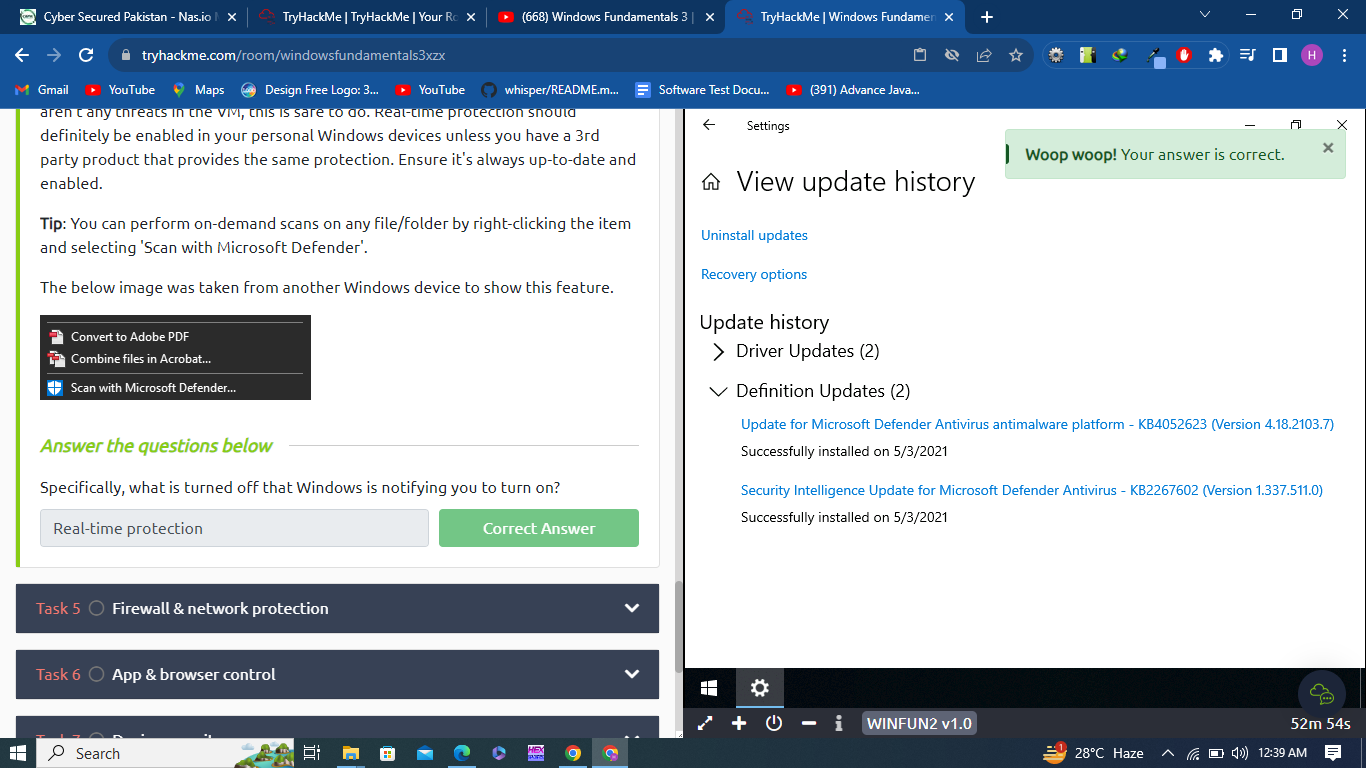 Cyber Secured Pakistan - Nas.io
TryHackMe | TryHackMe | Your Ro
(668) Windows Fundamentals 3 |
TryHackMe | Windows Fundamen
tryhackme.com/room/windowsfundamentals3xzx
H
Gmail
YouTube
Maps
Design Free Logo: 3...
YouTube
whisper/README.m...
Software Test Docu...
(391) Advance Java...
aren't any threats in the VM, this is safe to do. Real-time protection should
definitely be enabled in your personal Windows devices unless you have a 3rd
party product that provides the same protection. Ensure it's always up-to-date and
enabled.
Tip: You can perform on-demand scans on any file/folder by right-clicking the item
and selecting 'Scan with Microsoft Defender'.
The below image was taken from another Windows device to show this feature.
Convert to Adobe PDF
Combine files in Acrobat...
Scan with Microsoft Defender...
Answer the questions below
Specifically, what is turned off that Windows is notifying you to turn on?
Real-time protection
Correct Answer
Task 5
Firewall & network protection
Task 6
App & browser control
Settings
Woop woop! Your answer is correct.
View update history
Uninstall updates
Recovery options
Update history
Driver Updates (2)
Definition Updates (2)
Update for Microsoft Defender Antivirus antimalware platform - KB4052623 (Version 4.18.2103.7)
Successfully installed on 5/3/2021
Security Intelligence Update for Microsoft Defender Antivirus - KB2267602 (Version 1.337.511.0)
Successfully installed on 5/3/2021
WINFUN2 v1.0
52m 54s
Search
HEX
1
28°C Haze
12:39 AM